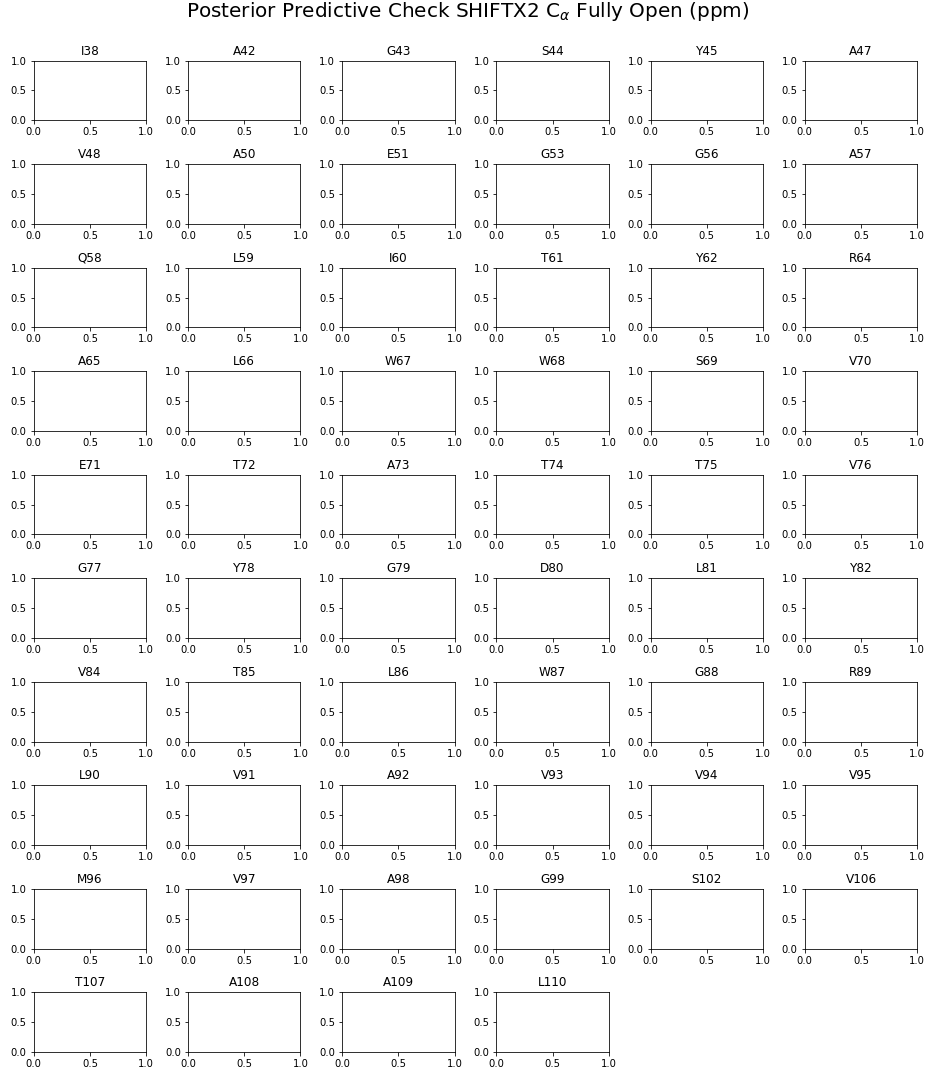 Posterior Predictive Check SHIFTX2 Cα Fully Open (ppm)
I38 A42 G43 S44 Y45 A47
1.0 1.0 1.0 1.0 1.0 1.0
0.5 0.5 0.5 0.5 0.5 0.5
0.0 0.0 0.0 0.0 0.0 0.0
0.0 0.5 1.0 0.0 0.5 1.0 0.0 0.5 1.0 0.0 0.5 1.0 0.0 0.5 1.0 0.0 0.5 1.0
V48 A50 E51 G53 G56 A57
1.0 1.0 1.0 1.0 1.0 1.0
0.5 0.5 0.5 0.5 0.5 0.5
0.0 0.0 0.0 0.0 0.0 0.0
0.0 0.5 1.0 0.0 0.5 1.0 0.0 0.5 1.0 0.0 0.5 1.0 0.0 0.5 1.0 0.0 0.5 1.0
Q58 L59 I60 T61 Y62 R64
1.0 1.0 1.0 1.0 1.0 1.0
0.5 0.5 0.5 0.5 0.5 0.5
0.0 0.0 0.0 0.0 0.0 0.0
0.0 0.5 1.0 0.0 0.5 1.0 0.0 0.5 1.0 0.0 0.5 1.0 0.0 0.5 1.0 0.0 0.5 1.0
A65 L66 W67 W68 S69 V70
1.0 1.0 1.0 1.0 1.0 1.0
0.5 0.5 0.5 0.5 0.5 0.5
0.0 0.0 0.0 0.0 0.0 0.0
0.0 0.5 1.0 0.0 0.5 1.0 0.0 0.5 1.0 0.0 0.5 1.0 0.0 0.5 1.0 0.0 0.5 1.0
E71 T72 A73 T74 T75 V76
1.0 1.0 1.0 1.0 1.0 1.0
0.5 0.5 0.5 0.5 0.5 0.5
0.0 0.0 0.0 0.0 0.0 0.0
0.0 0.5 1.0 0.0 0.5 1.0 0.0 0.5 1.0 0.0 0.5 1.0 0.0 0.5 1.0 0.0 0.5 1.0
G77 Y78 G79 D80 L81 Y82
1.0 1.0 1.0 1.0 1.0 1.0
0.5 0.5 0.5 0.5 0.5 0.5
0.0 0.0 0.0 0.0 0.0 0.0
0.0 0.5 1.0 0.0 0.5 1.0 0.0 0.5 1.0 0.0 0.5 1.0 0.0 0.5 1.0 0.0 0.5 1.0
V84 T85 L86 W87 G88 R89
1.0 1.0 1.0 1.0 1.0 1.0
0.5 0.5 0.5 0.5 0.5 0.5
0.0 0.0 0.0 0.0 0.0 0.0
0.0 0.5 1.0 0.0 0.5 1.0 0.0 0.5 1.0 0.0 0.5 1.0 0.0 0.5 1.0 0.0 0.5 1.0
L90 V91 A92 V93 V94 V95
1.0 1.0 1.0 1.0 1.0 1.0
0.5 0.5 0.5 0.5 0.5 0.5
0.0 0.0 0.0 0.0 0.0 0.0
0.0 0.5 1.0 0.0 0.5 1.0 0.0 0.5 1.0 0.0 0.5 1.0 0.0 0.5 1.0 0.0 0.5 1.0
M96 V97 A98 G99 S102 V106
1.0 1.0 1.0 1.0 1.0 1.0
0.5 0.5 0.5 0.5 0.5 0.5
0.0 0.0 0.0 0.0 0.0 0.0
0.0 0.5 1.0 0.0 0.5 1.0 0.0 0.5 1.0 0.0 0.5 1.0 0.0 0.5 1.0 0.0 0.5 1.0
T107 A108 A109 L110
1.0 1.0 1.0 1.0
0.5 0.5 0.5 0.5
0.0 0.0 0.0 0.0
0.0 0.5 1.0 0.0 0.5 1.0 0.0 0.5 1.0 0.0 0.5 1.0